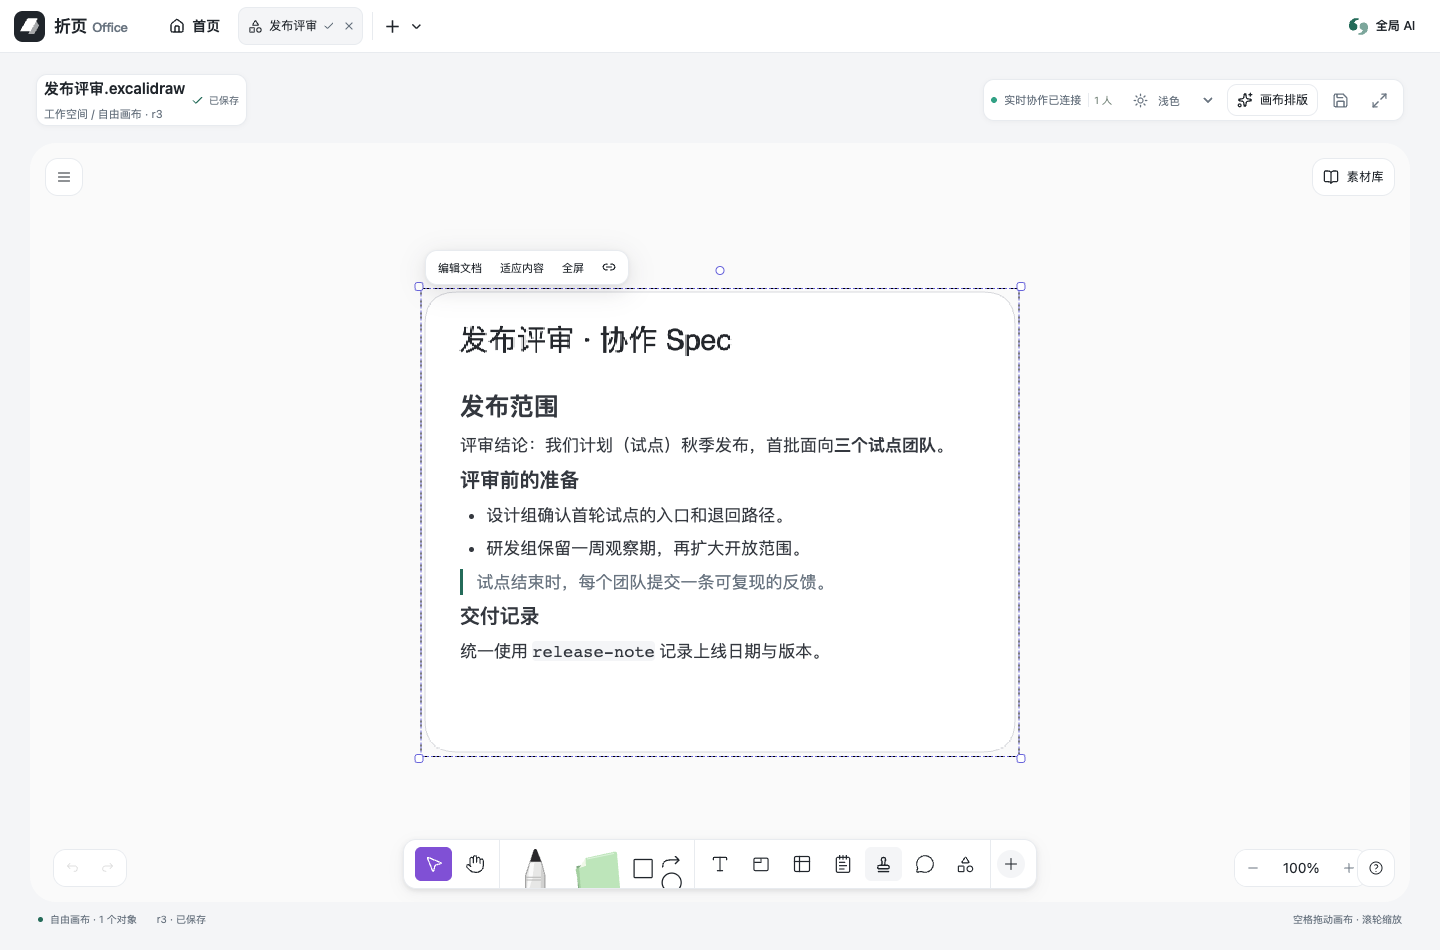 折页 Office
首页
发布评审
全局 AI
发布评审.excalidraw
已保存
工作空间 / 自由画布 · r3
实时协作已连接
1 人
浅色
画布排版
素材库
编辑文档
适应内容
全屏
发布评审 · 协作 Spec
发布范围
评审结论：我们计划（试点）秋季发布，首批面向三个试点团队。
评审前的准备
• 设计组确认首轮试点的入口和退回路径。
• 研发组保留一周观察期，再扩大开放范围。
试点结束时，每个团队提交一条可复现的反馈。
交付记录
统一使用 release-note 记录上线日期与版本。
100%
自由画布 · 1 个对象
r3 · 已保存
空格拖动画布 · 滚轮缩放